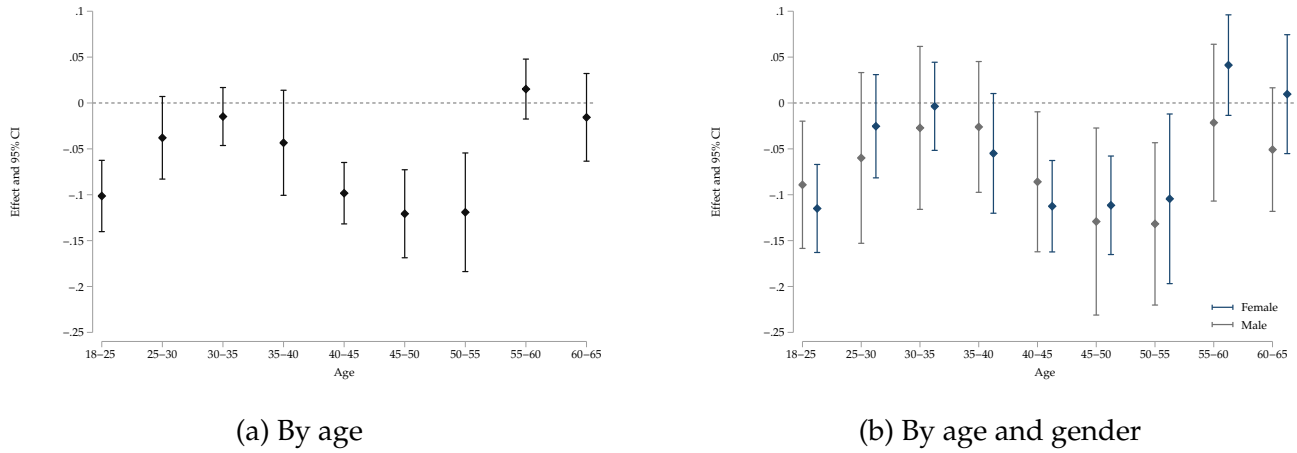 .1
.05
0
−.05
−.1
−.15
−.2
−.25
Effect and 95% CI
18−25 25−30 30−35 35−40 40−45 45−50 50−55 55−60 60−65
Age
(a) By age
.1
.05
0
−.05
−.1
−.15
−.2
−.25
Effect and 95% CI
Female
Male
18−25 25−30 30−35 35−40 40−45 45−50 50−55 55−60 60−65
Age
(b) By age and gender